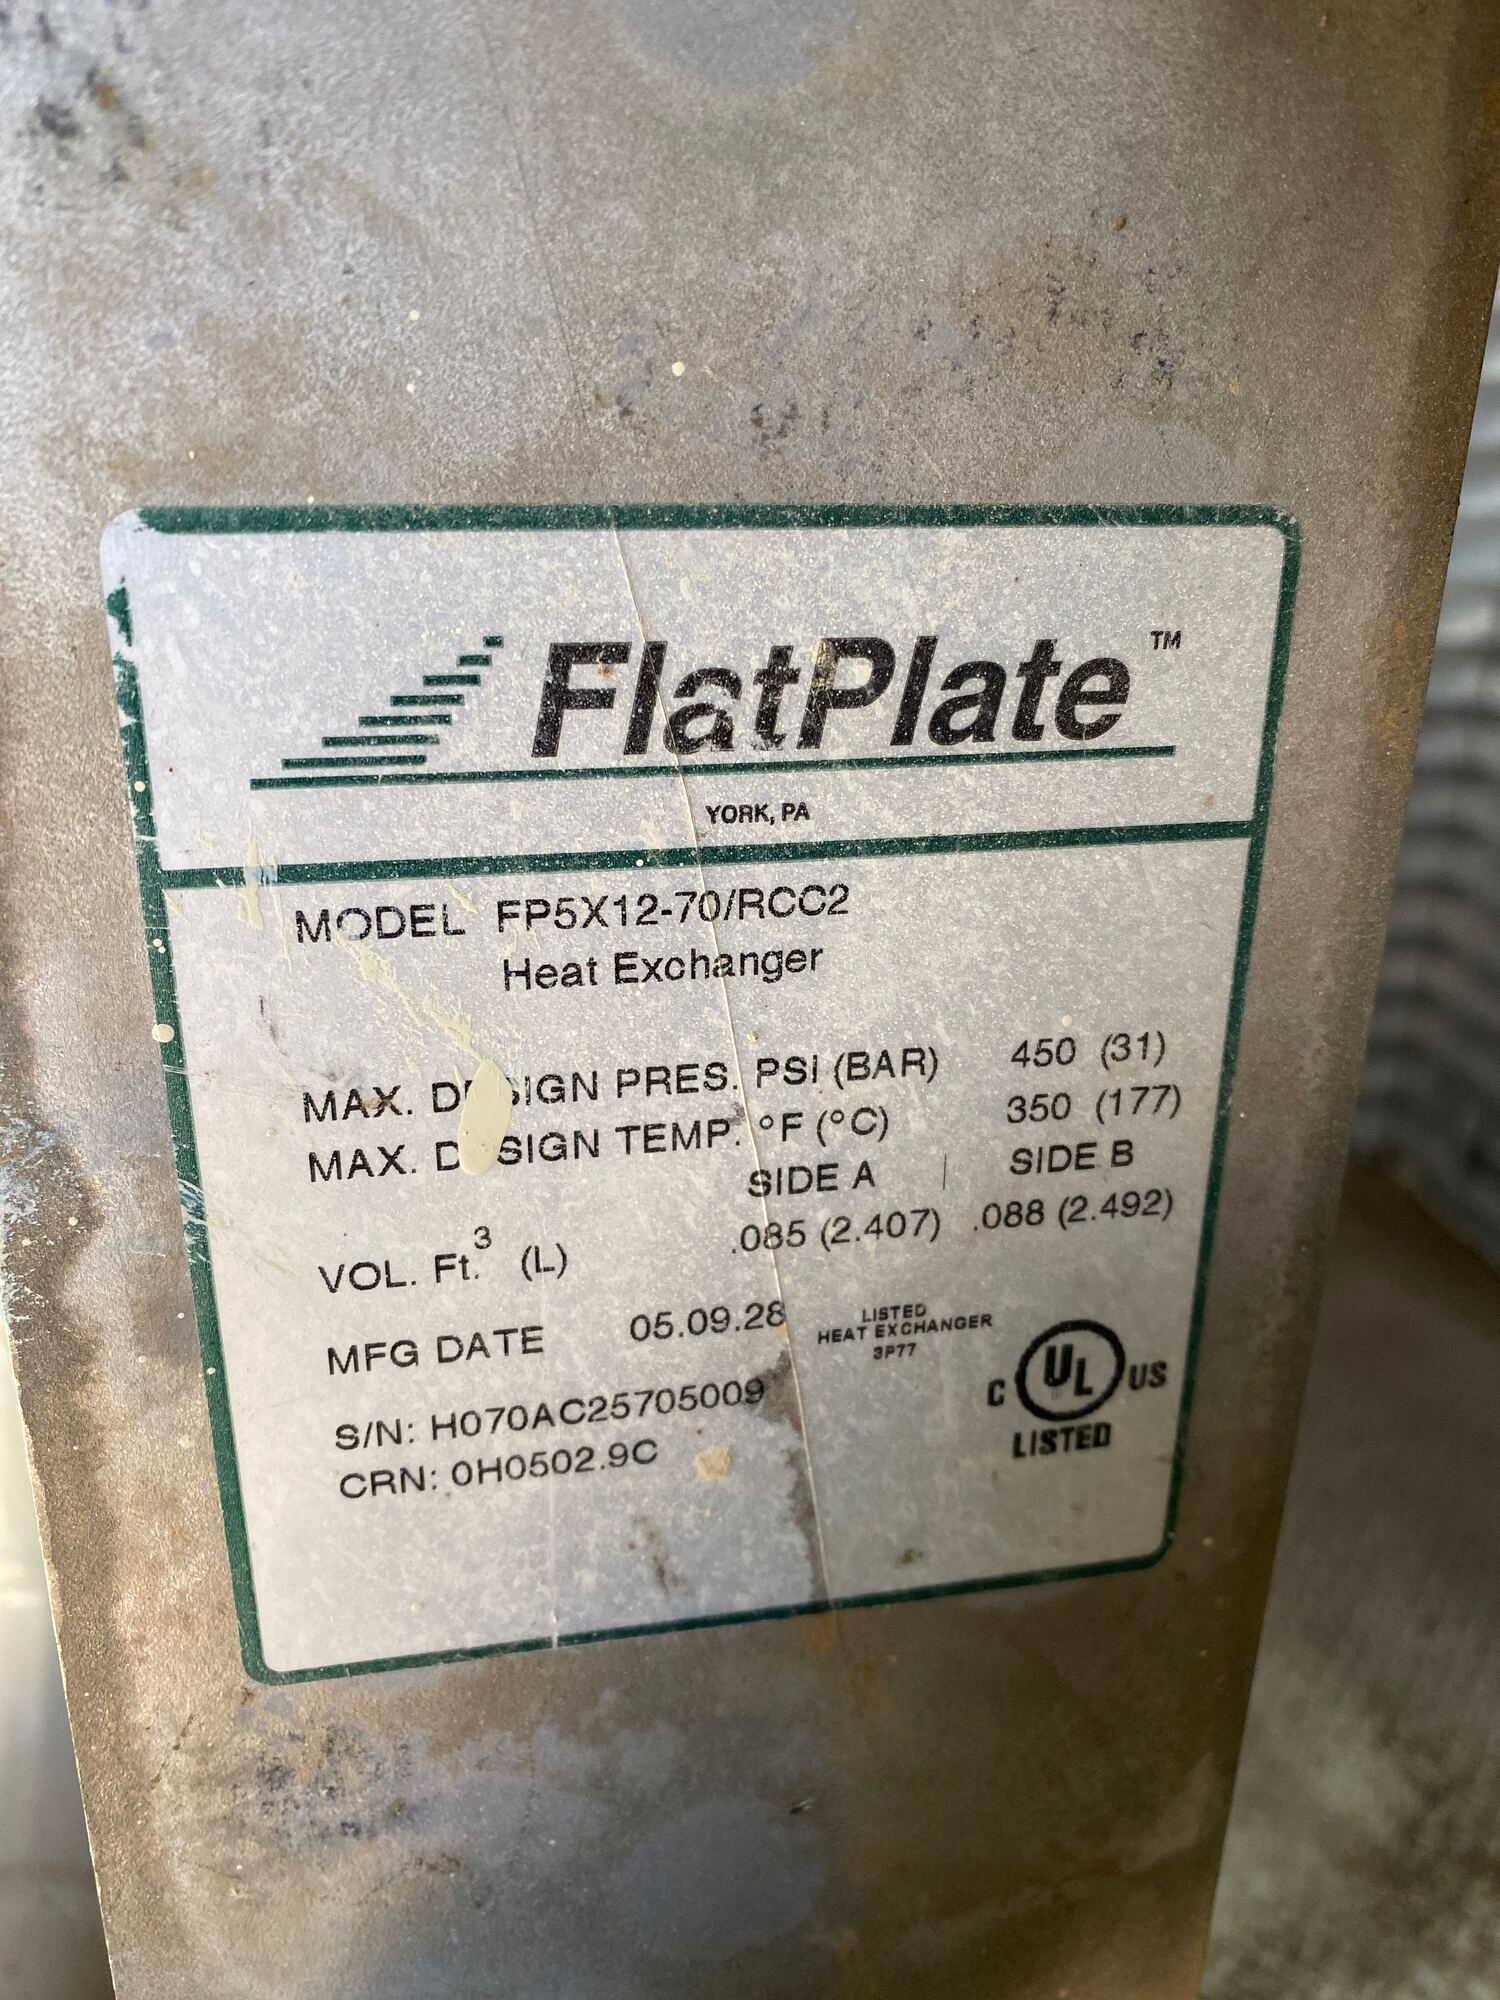 FlatPlate™
YORK, PA
MODEL FP5X12-70/RCC2
Heat Exchanger
MAX. DESIGN PRES. PSI (BAR) 450 (31)
MAX. DESIGN TEMP. °F (°C) 350 (177)
SIDE A | SIDE B
VOL. Ft.³ (L) .085 (2.407) .088 (2.492)
MFG DATE 05.09.28
S/N: H070AC25705009
CRN: 0H0502.9C
LISTED
HEAT EXCHANGER
3P77
C UL US
LISTED